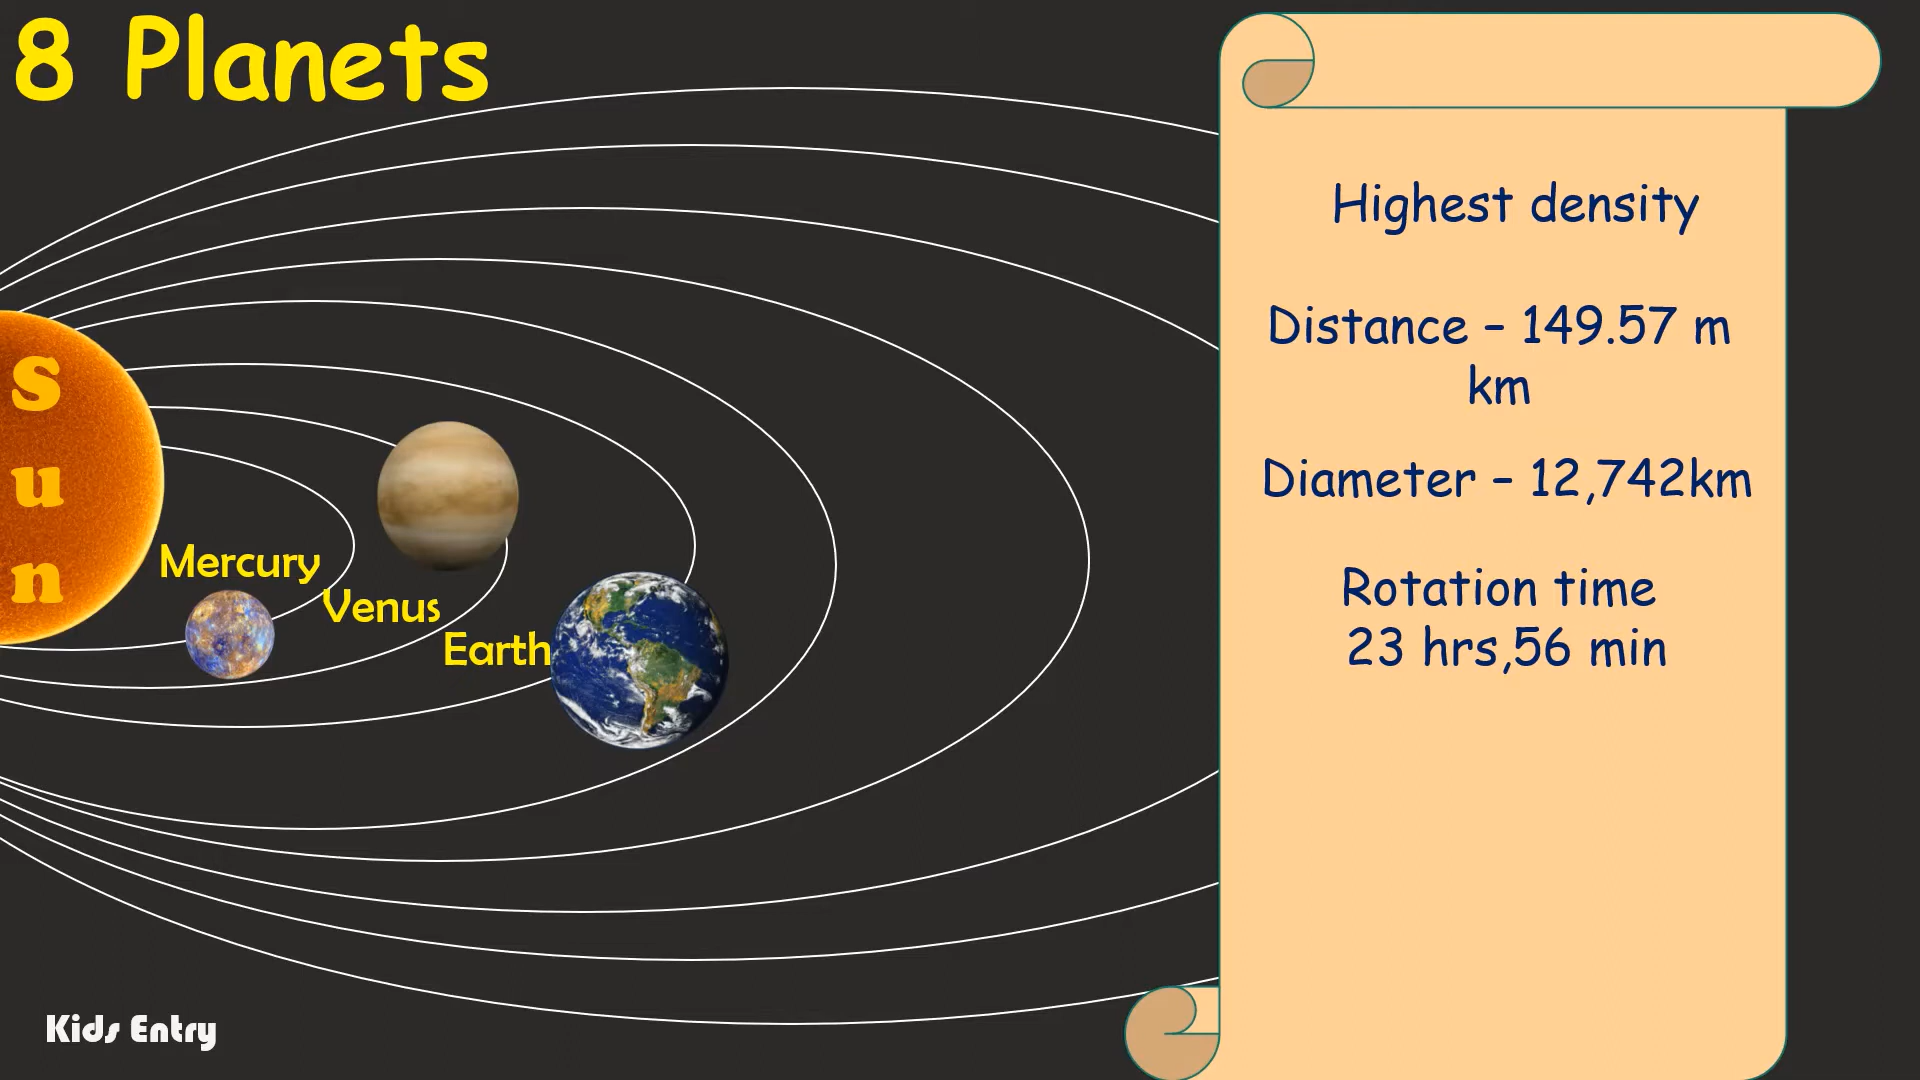 8 Planets
S
u
n
Mercury
Venus
Earth
Highest density
Distance – 149.57 m
km
Diameter – 12,742km
Rotation time
23 hrs,56 min
Kids Entry